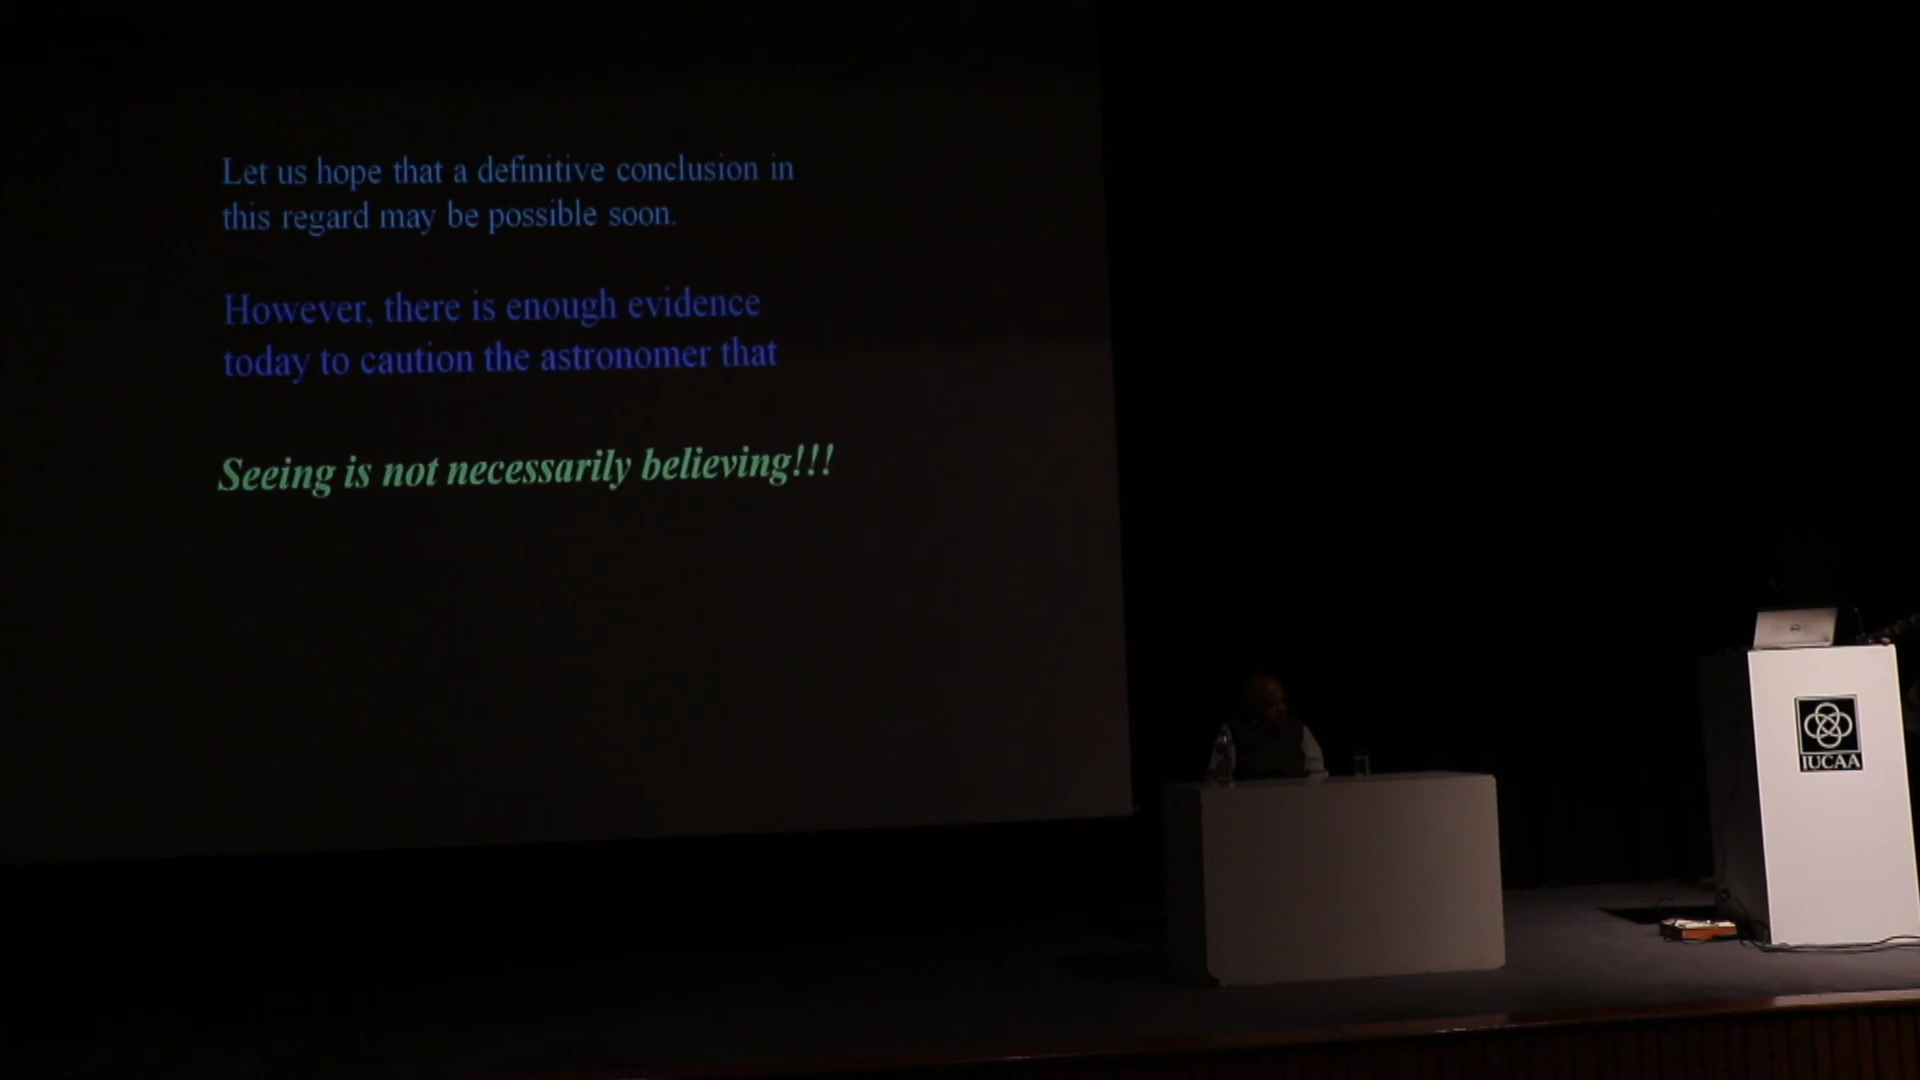 Let us hope that a definitive conclusion in
this regard may be possible soon.
However, there is enough evidence
today to caution the astronomer that
Seeing is not necessarily believing!!!
IUCAA